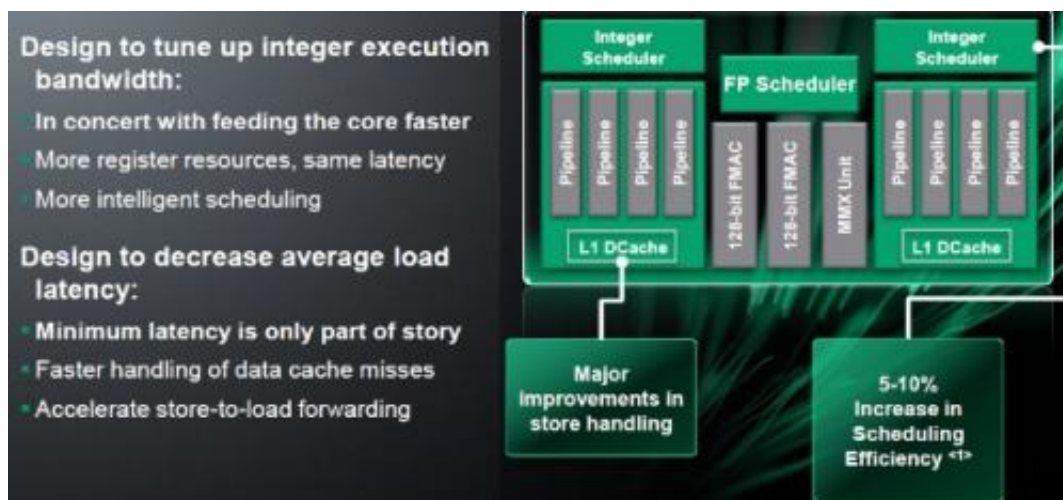 Design to tune up integer execution
bandwidth:
In concert with feeding the core faster
More register resources, same latency
More intelligent scheduling
Design to decrease average load
latency:
Minimum latency is only part of story
Faster handling of data cache misses
Accelerate store-to-load forwarding
Integer
Scheduler
Pipeline
Pipeline
Pipeline
Pipeline
L1 DCache
FP Scheduler
128-bit FMAC
128-bit FMAC
MMX Unit
Integer
Scheduler
Pipeline
Pipeline
Pipeline
Pipeline
L1 DCache
Major
improvements in
store handling
5-10%
Increase in
Scheduling
Efficiency <1>